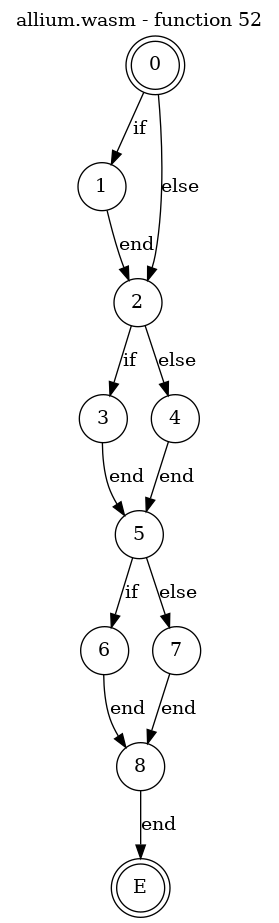 allium.wasm - function 52
0
if
1
else
end
2
if
else
3
4
end
end
5
if
else
6
7
end
end
8
end
E